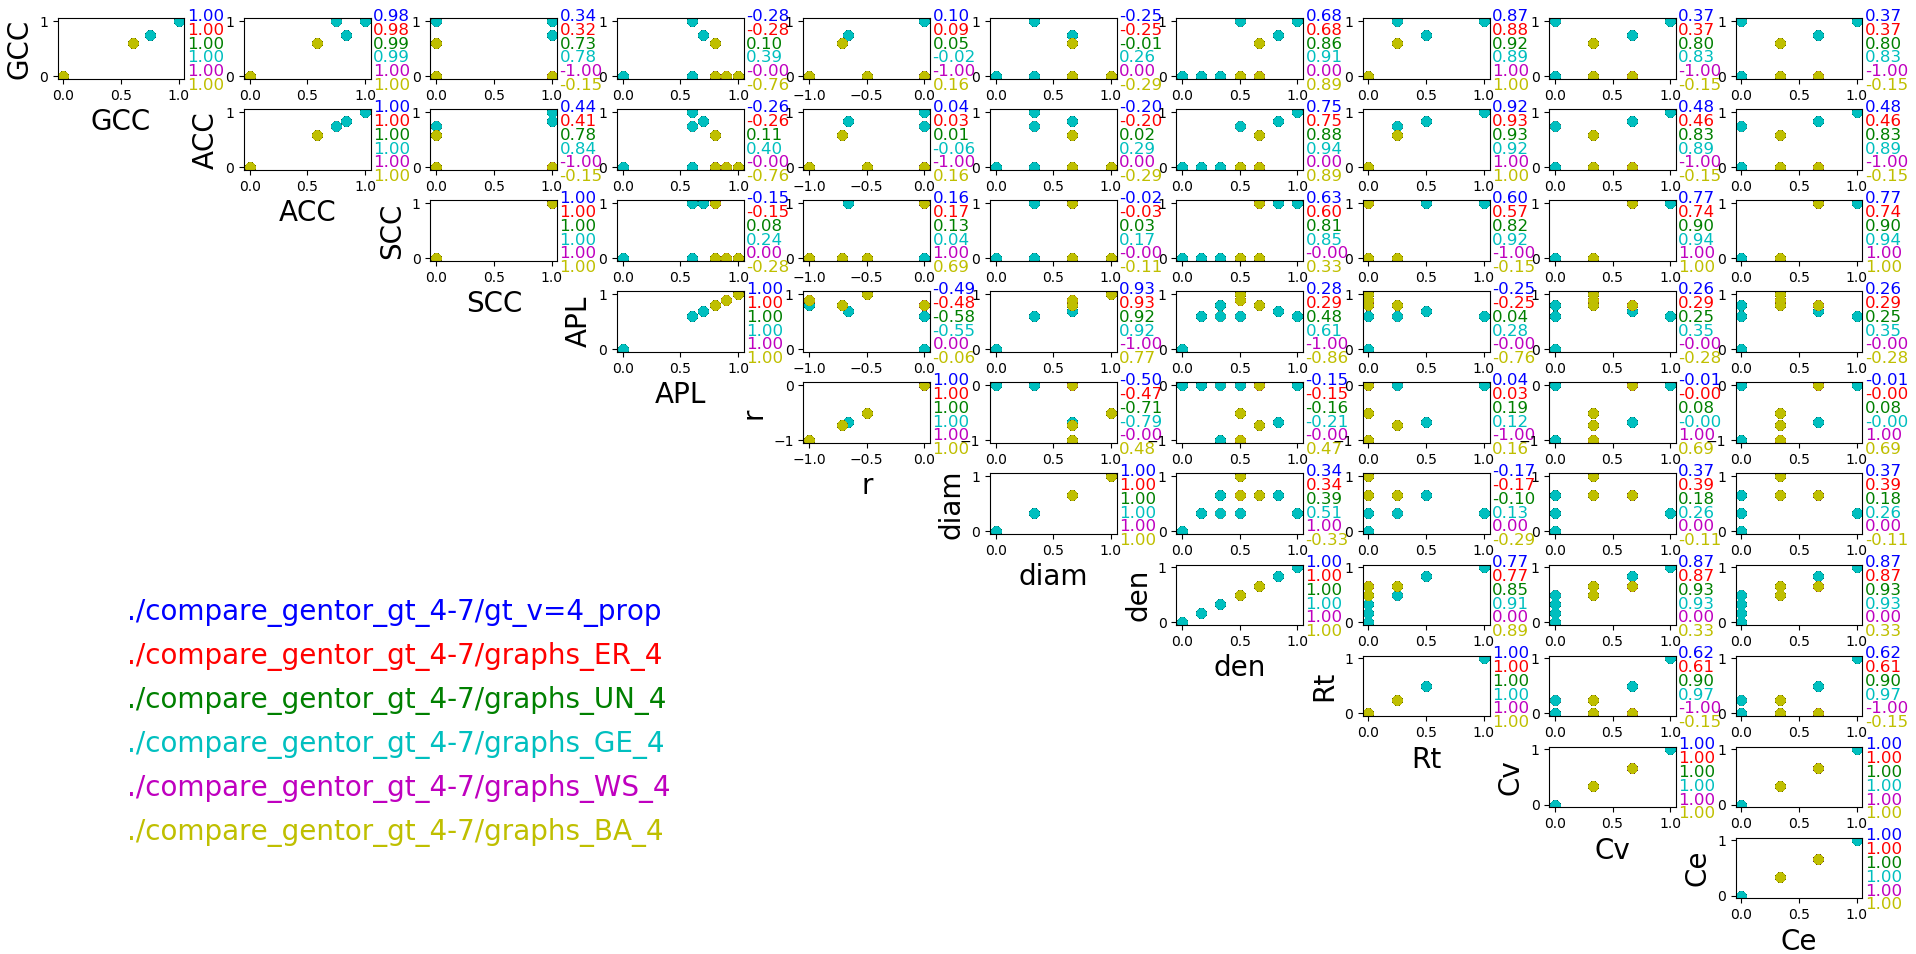 GCC
1 1 1 1 1 1 1 1 1 1
1.00 0.98 0.34 -0.28 0.10 -0.25 0.68 0.87 0.37 0.37
1.00 0.98 0.32 -0.28 0.09 -0.25 0.68 0.88 0.37 0.37
1.00 0.99 0.73 0.10 0.05 -0.01 0.86 0.92 0.80 0.80
1.00 0.99 0.78 0.39 -0.02 0.26 0.91 0.89 0.83 0.83
1.00 1.00 -1.00 -0.00 -1.00 0.00 0.00 1.00 -1.00 -1.00
0 0 0 0 0 0 0 0 0 0
1.00 1.00 -0.15 -0.76 0.16 -0.29 0.89 1.00 -0.15 -0.15
0.0 0.5 1.0 0.0 0.5 1.0 0.0 0.5 1.0 0.0 0.5 1.0 −1.0 −0.5 0.0 0.0 0.5 1.0 0.0 0.5 1.0 0.0 0.5 1.0 0.0 0.5 1.0 0.0 0.5 1.0
GCC
ACC
1 1 1 1 1 1 1 1 1
1.00 0.44 -0.26 0.04 -0.20 0.75 0.92 0.48 0.48
1.00 0.41 -0.26 0.03 -0.20 0.75 0.93 0.46 0.46
1.00 0.78 0.11 0.01 0.02 0.88 0.93 0.83 0.83
1.00 0.84 0.40 -0.06 0.29 0.94 0.92 0.89 0.89
1.00 -1.00 -0.00 -1.00 0.00 0.00 1.00 -1.00 -1.00
0 0 0 0 0 0 0 0 0
1.00 -0.15 -0.76 0.16 -0.29 0.89 1.00 -0.15 -0.15
0.0 0.5 1.0 0.0 0.5 1.0 0.0 0.5 1.0 −1.0 −0.5 0.0 0.0 0.5 1.0 0.0 0.5 1.0 0.0 0.5 1.0 0.0 0.5 1.0 0.0 0.5 1.0
ACC
SCC
1 1 1 1 1 1 1 1
1.00 -0.15 0.16 -0.02 0.63 0.60 0.77 0.77
1.00 -0.15 0.17 -0.03 0.60 0.57 0.74 0.74
1.00 0.08 0.13 0.03 0.81 0.82 0.90 0.90
1.00 0.24 0.04 0.17 0.85 0.92 0.94 0.94
1.00 0.00 1.00 -0.00 -0.00 -1.00 1.00 1.00
0 0 0 0 0 0 0 0
1.00 -0.28 0.69 -0.11 0.33 -0.15 1.00 1.00
0.0 0.5 1.0 0.0 0.5 1.0 −1.0 −0.5 0.0 0.0 0.5 1.0 0.0 0.5 1.0 0.0 0.5 1.0 0.0 0.5 1.0 0.0 0.5 1.0
SCC
APL
1 1 1 1 1 1 1
1.00 -0.49 0.93 0.28 -0.25 0.26 0.26
1.00 -0.48 0.93 0.29 -0.25 0.29 0.29
1.00 -0.58 0.92 0.48 0.04 0.25 0.25
1.00 -0.55 0.92 0.61 0.28 0.35 0.35
1.00 0.00 -1.00 -1.00 -0.00 -0.00 -0.00
0 0 0 0 0 0 0
1.00 -0.06 0.77 -0.86 -0.76 -0.28 -0.28
0.0 0.5 1.0 −1.0 −0.5 0.0 0.0 0.5 1.0 0.0 0.5 1.0 0.0 0.5 1.0 0.0 0.5 1.0 0.0 0.5 1.0
APL
r
0 0 0 0 0 0
1.00 -0.50 -0.15 0.04 -0.01 -0.01
1.00 -0.47 -0.15 0.03 -0.00 -0.00
1.00 -0.71 -0.16 0.19 0.08 0.08
1.00 -0.79 -0.21 0.12 -0.00 -0.00
1.00 -0.00 -0.00 -1.00 1.00 1.00
−1 −1 −1 −1 −1 −1
1.00 0.48 0.47 0.16 0.69 0.69
−1.0 −0.5 0.0 0.0 0.5 1.0 0.0 0.5 1.0 0.0 0.5 1.0 0.0 0.5 1.0 0.0 0.5 1.0
r
diam
1 1 1 1 1
1.00 0.34 -0.17 0.37 0.37
1.00 0.34 -0.17 0.39 0.39
1.00 0.39 -0.10 0.18 0.18
1.00 0.51 0.13 0.26 0.26
1.00 1.00 0.00 0.00 0.00
0 0 0 0 0
1.00 -0.33 -0.29 -0.11 -0.11
0.0 0.5 1.0 0.0 0.5 1.0 0.0 0.5 1.0 0.0 0.5 1.0 0.0 0.5 1.0
diam
den
1 1 1 1
1.00 0.77 0.87 0.87
1.00 0.77 0.87 0.87
1.00 0.85 0.93 0.93
1.00 0.91 0.93 0.93
1.00 0.00 0.00 0.00
0 0 0 0
1.00 0.89 0.33 0.33
0.0 0.5 1.0 0.0 0.5 1.0 0.0 0.5 1.0 0.0 0.5 1.0
den
./compare_gentor_gt_4-7/gt_v=4_prop
./compare_gentor_gt_4-7/graphs_ER_4
./compare_gentor_gt_4-7/graphs_UN_4
./compare_gentor_gt_4-7/graphs_GE_4
./compare_gentor_gt_4-7/graphs_WS_4
./compare_gentor_gt_4-7/graphs_BA_4
Rt
1 1 1
1.00 0.62 0.62
1.00 0.61 0.61
1.00 0.90 0.90
1.00 0.97 0.97
1.00 -1.00 -1.00
0 0 0
1.00 -0.15 -0.15
0.0 0.5 1.0 0.0 0.5 1.0 0.0 0.5 1.0
Rt
Cv
1 1
1.00 1.00
1.00 1.00
1.00 1.00
1.00 1.00
1.00 1.00
0 0
1.00 1.00
0.0 0.5 1.0 0.0 0.5 1.0
Cv
Ce
1
1.00
1.00
1.00
1.00
1.00
0
1.00
0.0 0.5 1.0
Ce